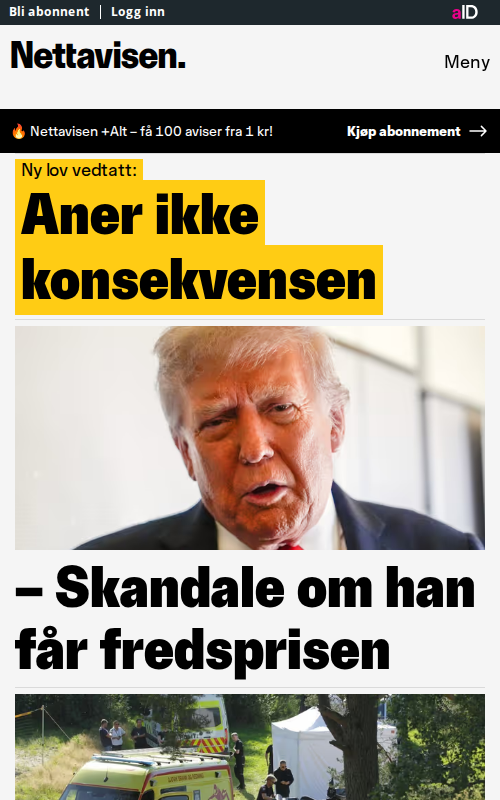 Bli abonnent
Logg inn
aID
Nettavisen.
Meny
🔥 Nettavisen +Alt – få 100 aviser fra 1 kr!
Kjøp abonnement →
Ny lov vedtatt:
Aner ikke
konsekvensen
– Skandale om han
får fredsprisen